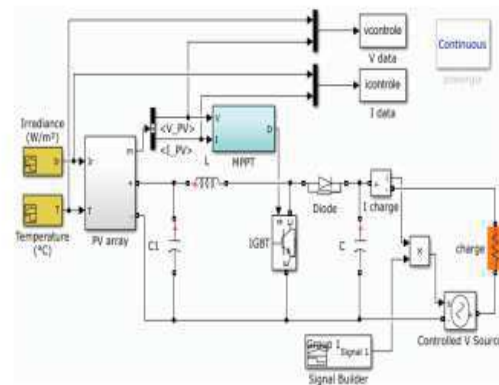 vcontrole
V data
Continuous
powergui
icontrole
I data
Irradiance
(W/m²)
Ir
T
Temperature
(°C)
PV array
m
+
-
<V_PV>
<I_PV>
V
I
D
MPPT
L
C1
IGBT
g
C
E
Diode
C
I charge
charge
x
Group 1
Signal 1
Signal Builder
Controlled V Source